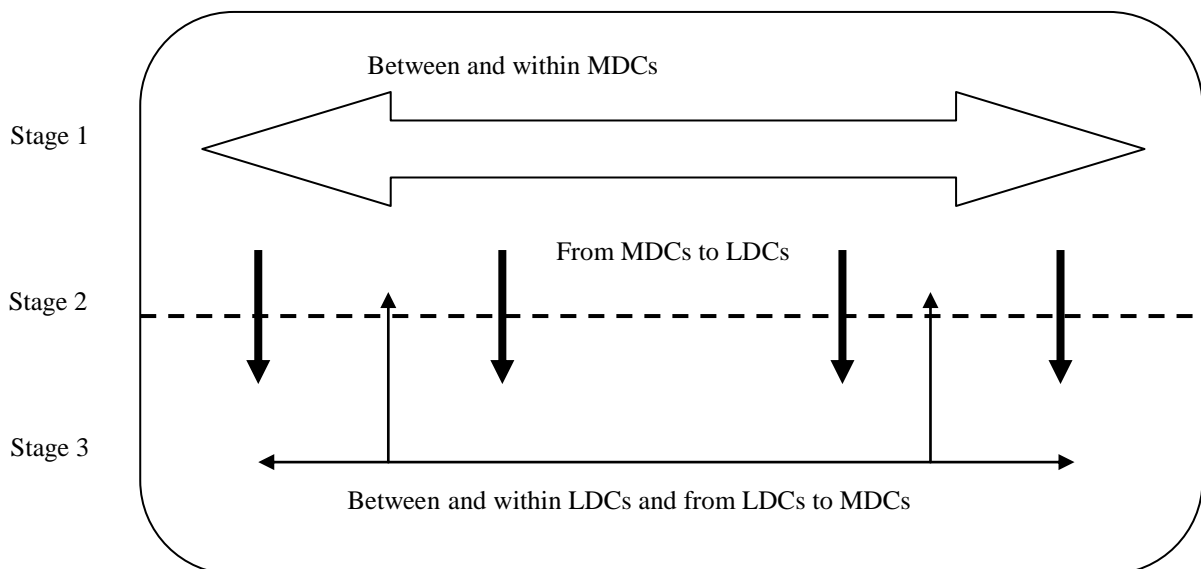 Between and within MDCs
Stage 1
From MDCs to LDCs
Stage 2
Stage 3
Between and within LDCs and from LDCs to MDCs